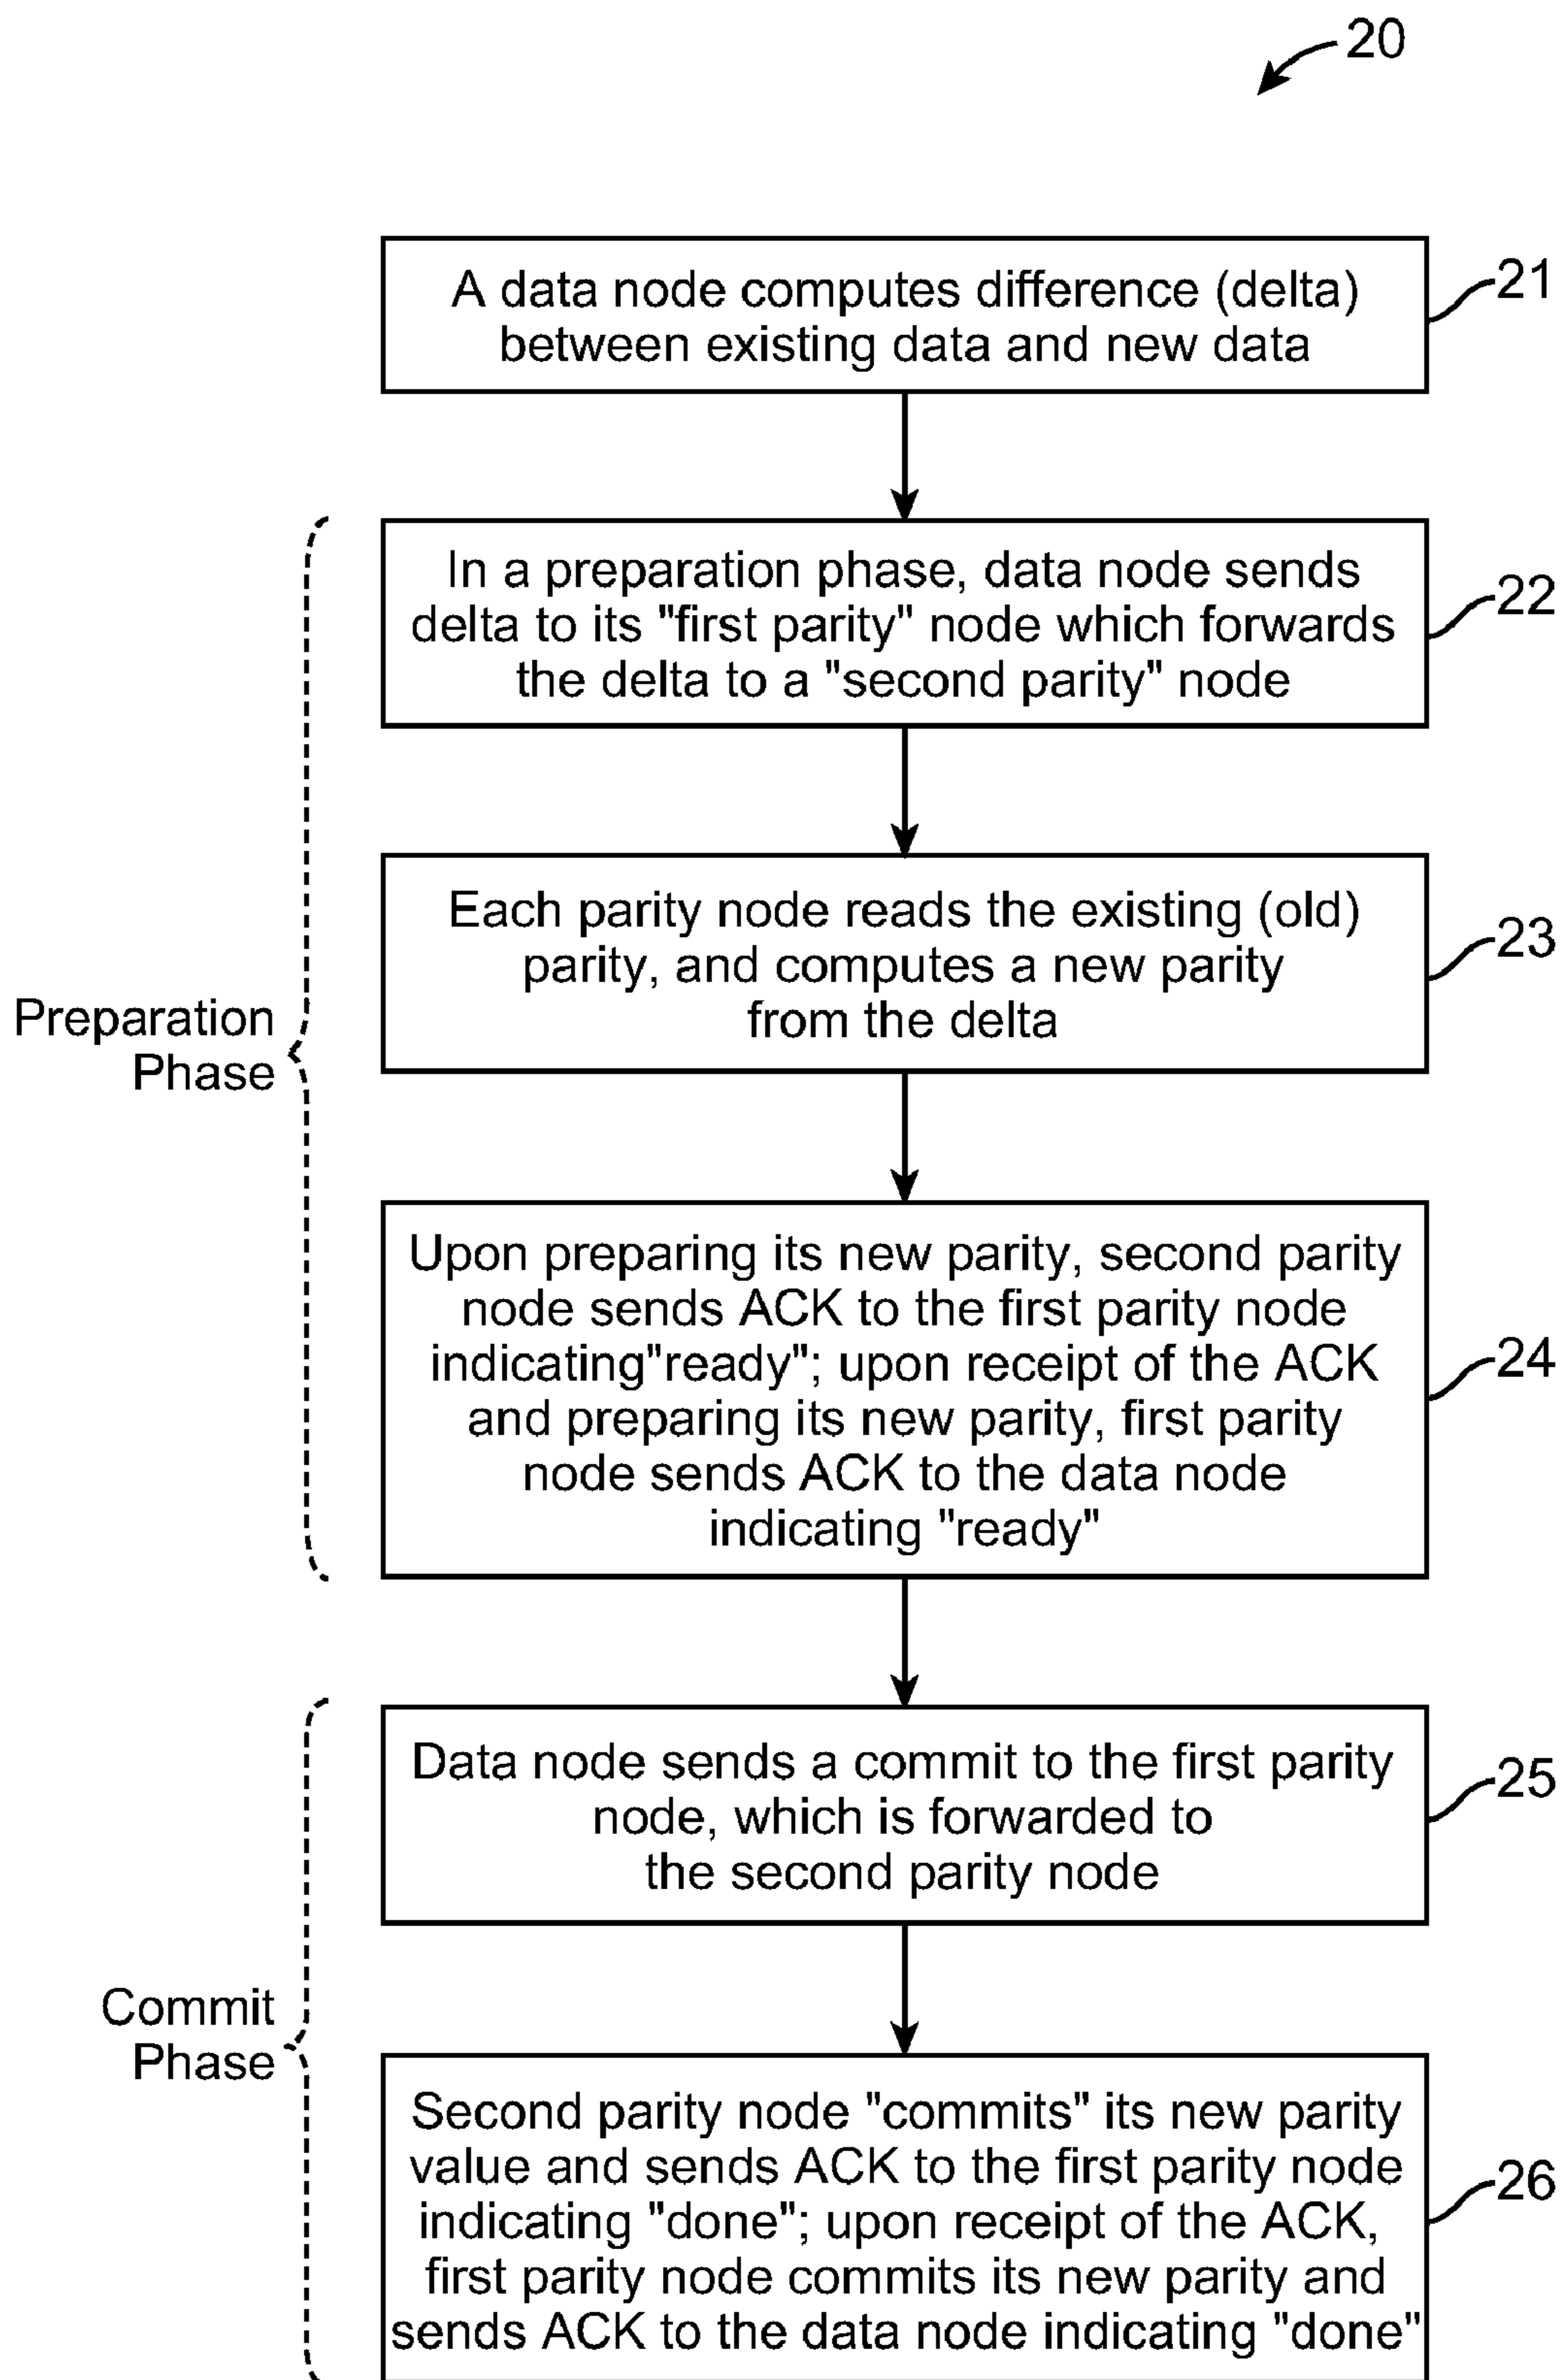 20
A data node computes difference (delta)
between existing data and new data
21
In a preparation phase, data node sends
delta to its "first parity" node which forwards
the delta to a "second parity" node
22
Each parity node reads the existing (old)
parity, and computes a new parity
from the delta
23
Preparation
Phase
Upon preparing its new parity, second parity
node sends ACK to the first parity node
indicating"ready"; upon receipt of the ACK
and preparing its new parity, first parity
node sends ACK to the data node
indicating "ready"
24
Data node sends a commit to the first parity
node, which is forwarded to
the second parity node
25
Commit
Phase
Second parity node "commits" its new parity
value and sends ACK to the first parity node
indicating "done"; upon receipt of the ACK,
first parity node commits its new parity and
sends ACK to the data node indicating "done"
26